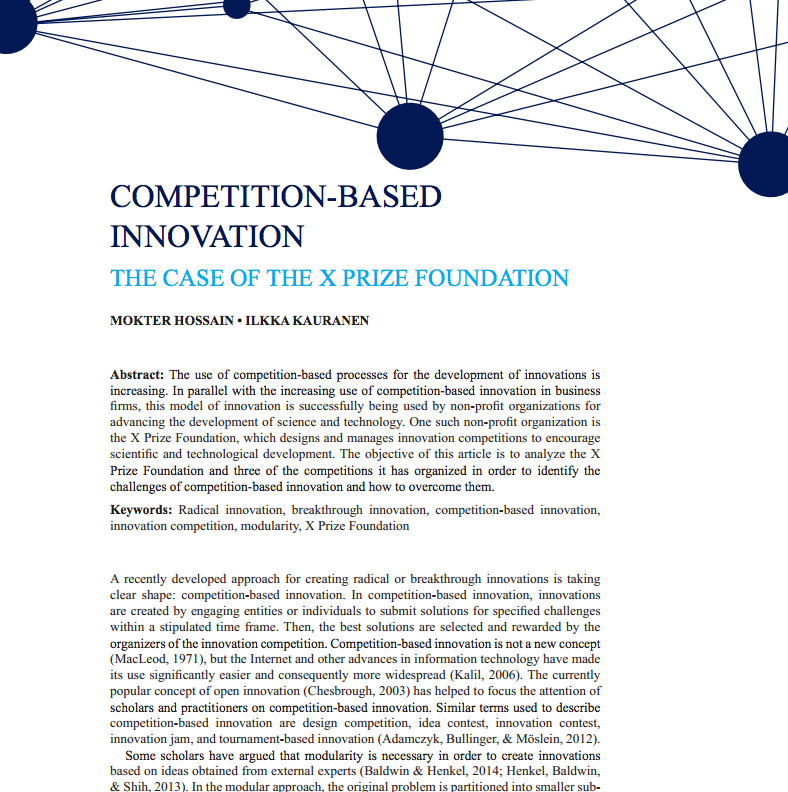 COMPETITION-BASED
INNOVATION
THE CASE OF THE X PRIZE FOUNDATION
MOKTER HOSSAIN • ILKKA KAURANEN
Abstract: The use of competition-based processes for the development of innovations is
increasing. In parallel with the increasing use of competition-based innovation in business
firms, this model of innovation is successfully being used by non-profit organizations for
advancing the development of science and technology. One such non-profit organization is
the X Prize Foundation, which designs and manages innovation competitions to encourage
scientific and technological development. The objective of this article is to analyze the X
Prize Foundation and three of the competitions it has organized in order to identify the
challenges of competition-based innovation and how to overcome them.
Keywords: Radical innovation, breakthrough innovation, competition-based innovation,
innovation competition, modularity, X Prize Foundation
A recently developed approach for creating radical or breakthrough innovations is taking
clear shape: competition-based innovation. In competition-based innovation, innovations
are created by engaging entities or individuals to submit solutions for specified challenges
within a stipulated time frame. Then, the best solutions are selected and rewarded by the
organizers of the innovation competition. Competition-based innovation is not a new concept
(MacLeod, 1971), but the Internet and other advances in information technology have made
its use significantly easier and consequently more widespread (Kalil, 2006). The currently
popular concept of open innovation (Chesbrough, 2003) has helped to focus the attention of
scholars and practitioners on competition-based innovation. Similar terms used to describe
competition-based innovation are design competition, idea contest, innovation contest,
innovation jam, and tournament-based innovation (Adamczyk, Bullinger, & Möslein, 2012).
Some scholars have argued that modularity is necessary in order to create innovations
based on ideas obtained from external experts (Baldwin & Henkel, 2014; Henkel, Baldwin,
& Shih, 2013). In the modular approach, the original problem is partitioned into smaller sub-